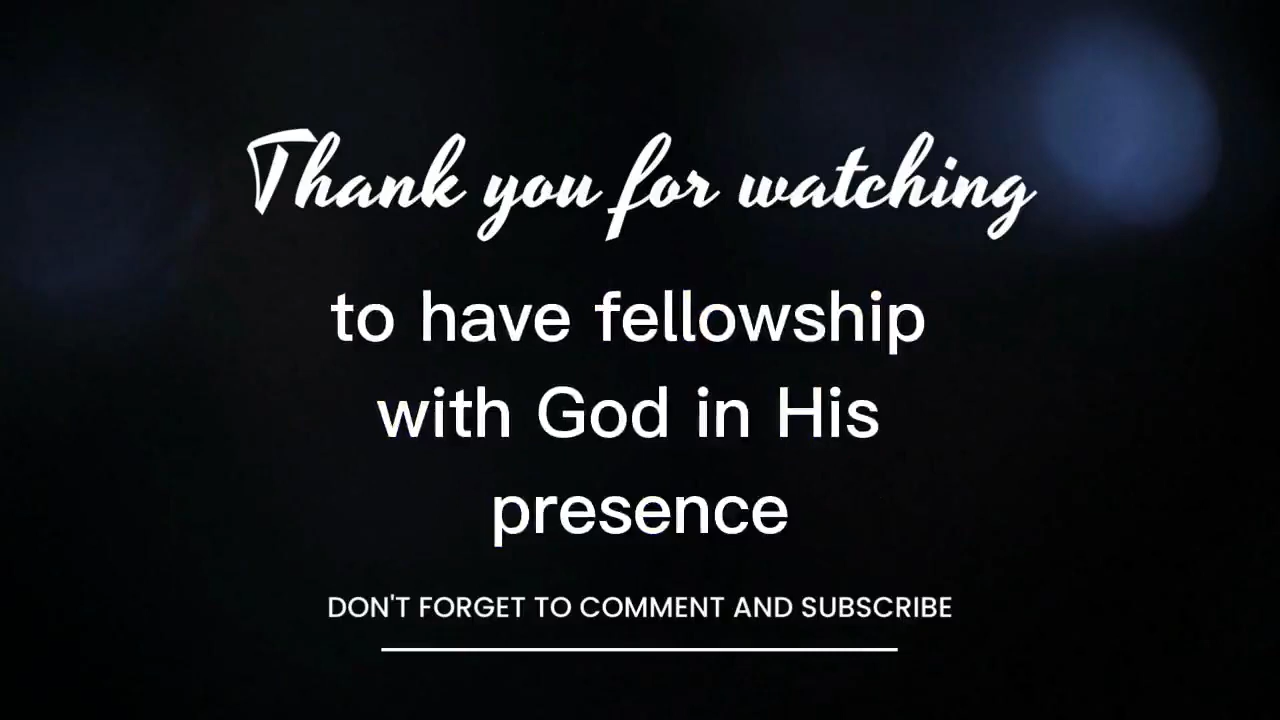 Thank you for watching
to have fellowship
with God in His
presence
DON'T FORGET TO COMMENT AND SUBSCRIBE